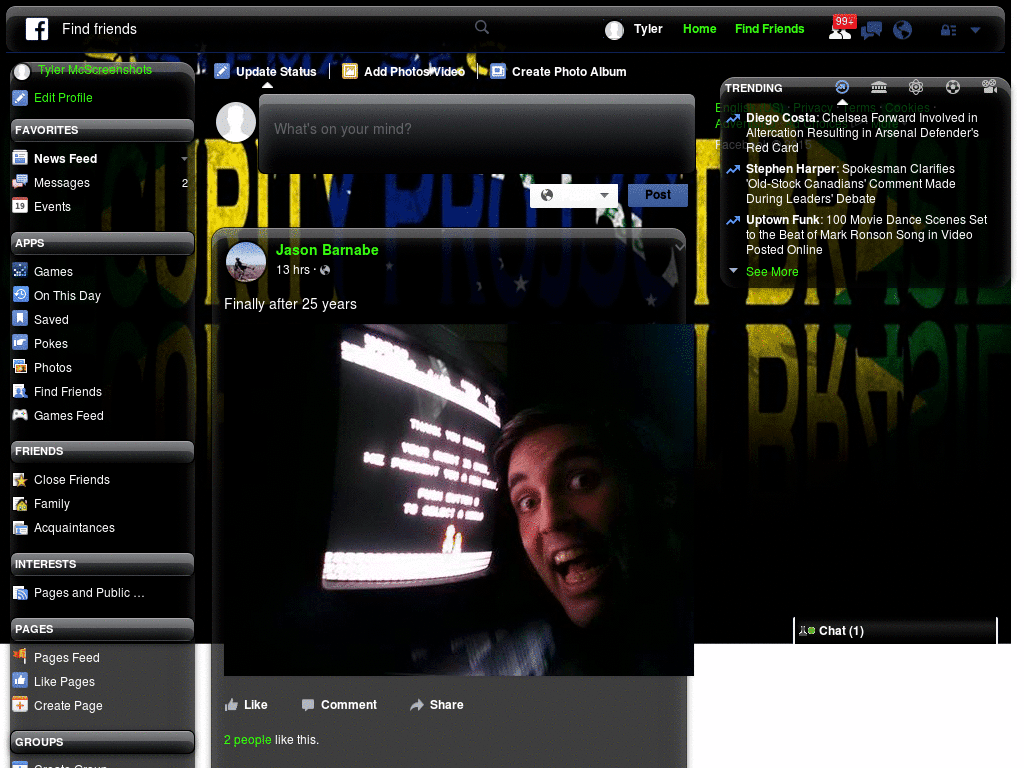 Find friends
Tyler
Home
Find Friends
99+
Tyler McScreenshots
Edit Profile
FAVORITES
News Feed
Messages
2
19
Events
APPS
Games
On This Day
Saved
Pokes
Photos
Find Friends
Games Feed
FRIENDS
Close Friends
Family
Acquaintances
INTERESTS
Pages and Public ...
PAGES
Pages Feed
Like Pages
Create Page
GROUPS
Create Group
Update Status
Add Photos/Video
Create Photo Album
What's on your mind?
Post
Jason Barnabe
13 hrs ·
Finally after 25 years
THANK YOU MARIO!
YOUR QUEST IS OVER.
WE PRESENT YOU A NEW QUEST.
PUSH BUTTON B
TO SELECT A WORLD
Like
Comment
Share
2 people like this.
TRENDING
Privacy · Terms · Cookies ·
Diego Costa: Chelsea Forward Involved in
Altercation Resulting in Arsenal Defender's
Red Card
Stephen Harper: Spokesman Clarifies
'Old-Stock Canadians' Comment Made
During Leaders' Debate
Uptown Funk: 100 Movie Dance Scenes Set
to the Beat of Mark Ronson Song in Video
Posted Online
See More
Chat (1)